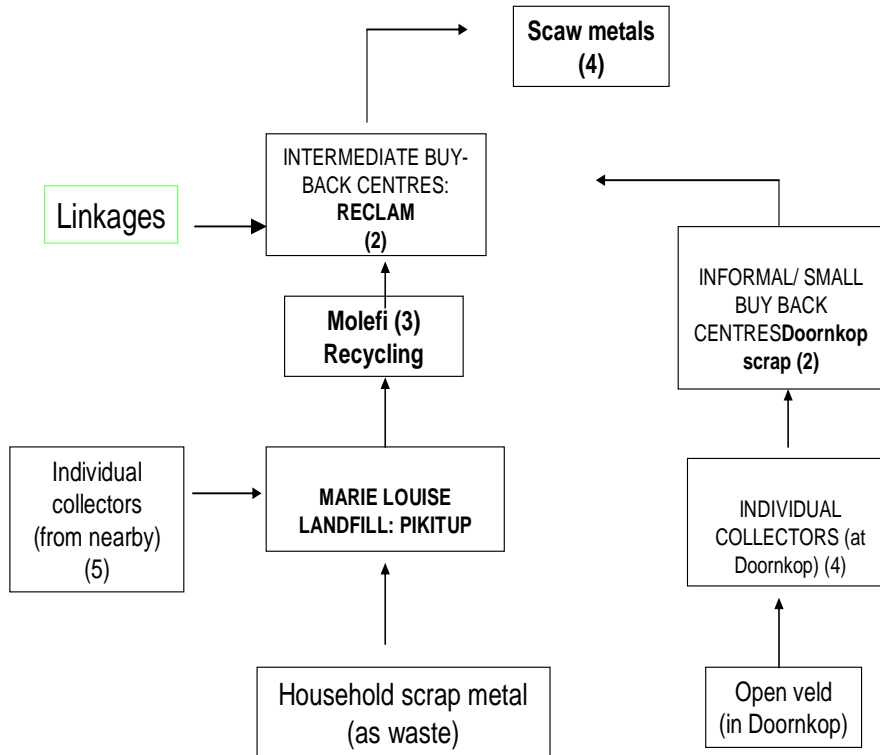 Scaw metals
(4)
INTERMEDIATE BUY-
BACK CENTRES:
RECLAM
(2)
Linkages
INFORMAL/ SMALL
BUY BACK
CENTRESDoornkop
scrap (2)
Molefi (3)
Recycling
Individual
collectors
(from nearby)
(5)
MARIE LOUISE
LANDFILL: PIKITUP
INDIVIDUAL
COLLECTORS (at
Doornkop) (4)
Household scrap metal
(as waste)
Open veld
(in Doornkop)